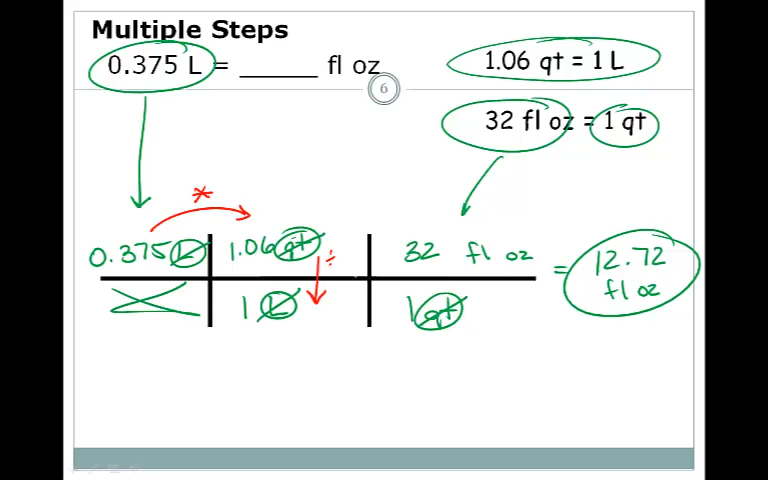 Multiple Steps
0.375 L = _____ fl oz
1.06 qt = 1 L
6
32 fl oz = 1 qt
*
0.375 L 1.06 qt ÷ 32 fl oz = 12.72 fl oz
1 L 1 qt